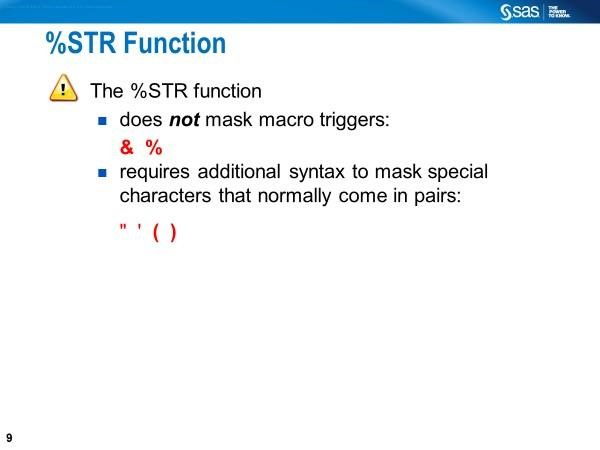 sas THE POWER TO KNOW.
%STR Function
! The %STR function
does not mask macro triggers:
& %
requires additional syntax to mask special
characters that normally come in pairs:
" ' ( )
9